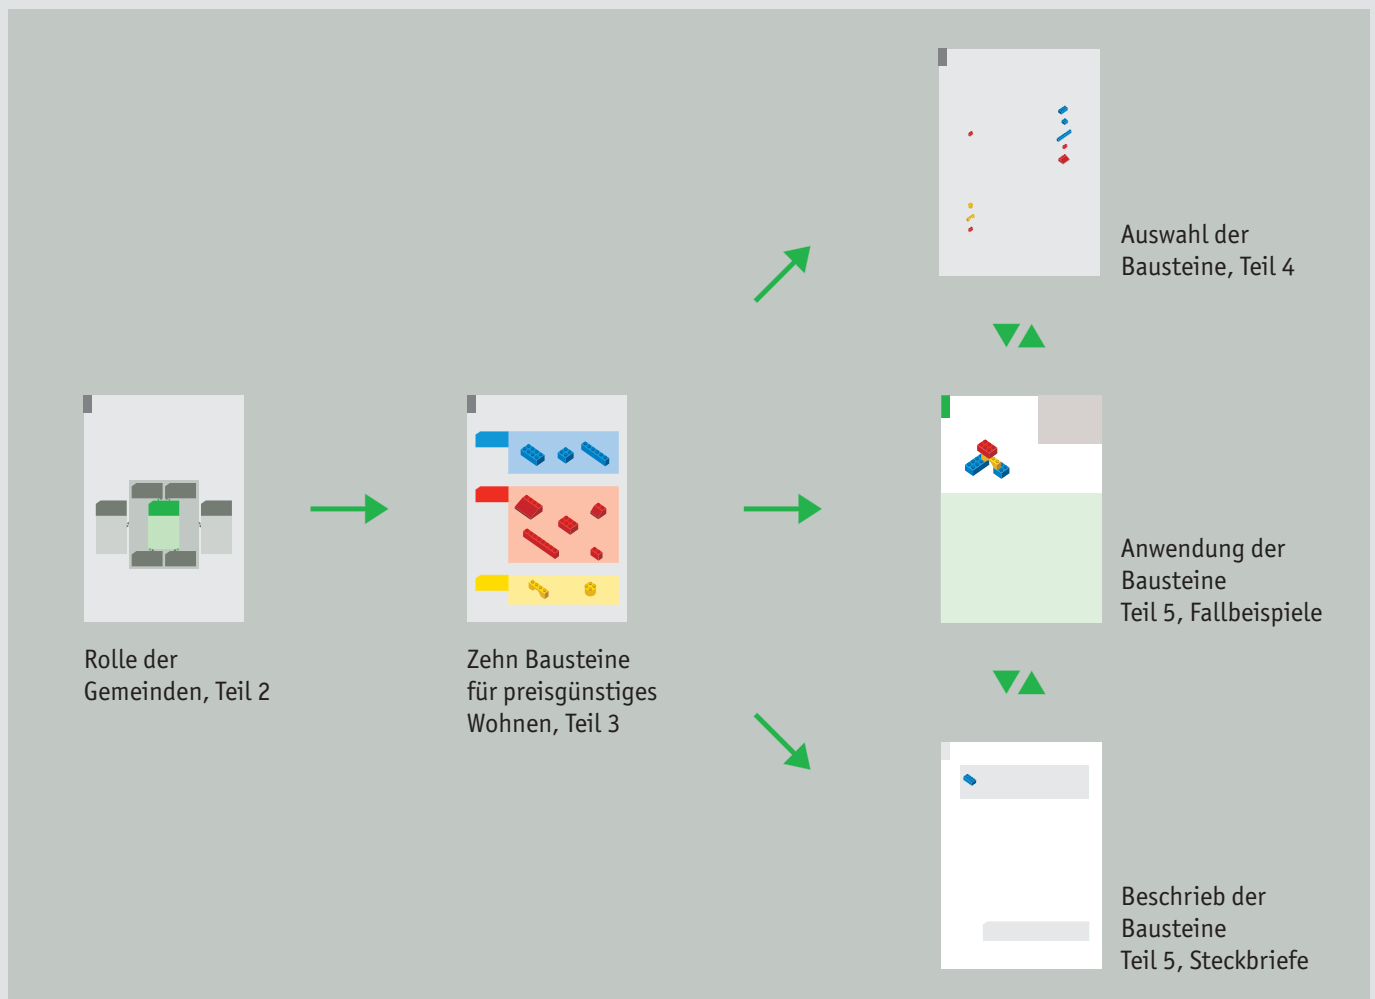 Rolle der
Gemeinden, Teil 2
Zehn Bausteine
für preisgünstiges
Wohnen, Teil 3
Auswahl der
Bausteine, Teil 4
Anwendung der
Bausteine
Teil 5, Fallbeispiele
Beschrieb der
Bausteine
Teil 5, Steckbriefe